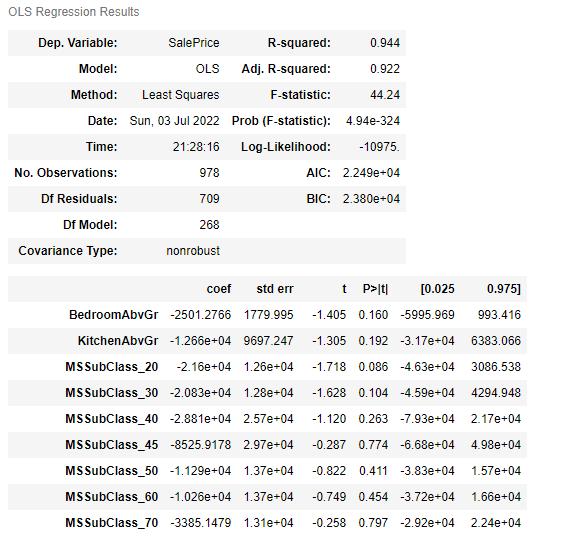 OLS Regression Results
Dep. Variable: SalePrice R-squared: 0.944
Model: OLS Adj. R-squared: 0.922
Method: Least Squares F-statistic: 44.24
Date: Sun, 03 Jul 2022 Prob (F-statistic): 4.94e-324
Time: 21:28:16 Log-Likelihood: -10975.
No. Observations: 978 AIC: 2.249e+04
Df Residuals: 709 BIC: 2.380e+04
Df Model: 268
Covariance Type: nonrobust
coef std err t P>|t| [0.025 0.975]
BedroomAbvGr -2501.2766 1779.995 -1.405 0.160 -5995.969 993.416
KitchenAbvGr -1.266e+04 9697.247 -1.305 0.192 -3.17e+04 6383.066
MSSubClass_20 -2.16e+04 1.26e+04 -1.718 0.086 -4.63e+04 3086.538
MSSubClass_30 -2.083e+04 1.28e+04 -1.628 0.104 -4.59e+04 4294.948
MSSubClass_40 -2.881e+04 2.57e+04 -1.120 0.263 -7.93e+04 2.17e+04
MSSubClass_45 -8525.9178 2.97e+04 -0.287 0.774 -6.68e+04 4.98e+04
MSSubClass_50 -1.129e+04 1.37e+04 -0.822 0.411 -3.83e+04 1.57e+04
MSSubClass_60 -1.026e+04 1.37e+04 -0.749 0.454 -3.72e+04 1.66e+04
MSSubClass_70 -3385.1479 1.31e+04 -0.258 0.797 -2.92e+04 2.24e+04